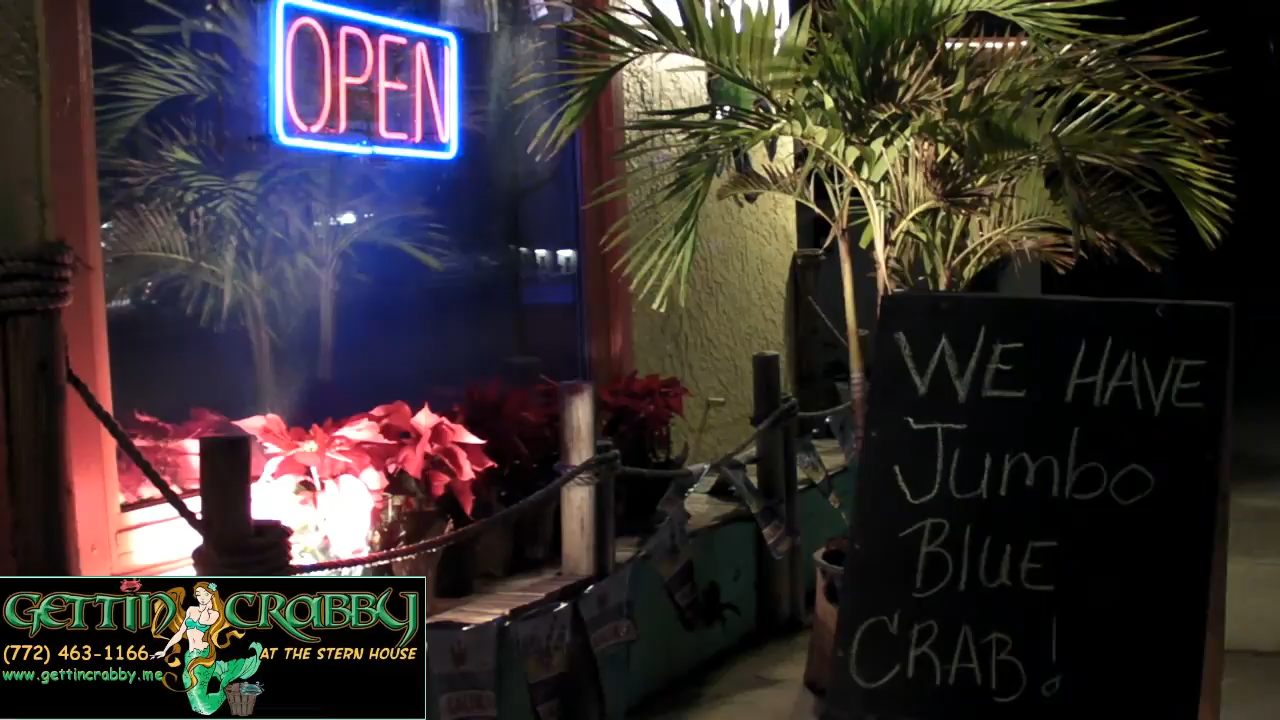 OPEN
WE HAVE
Jumbo
BLUE
CRAB!
GETTIN CRABBY
(772) 463-1166
AT THE STERN HOUSE
www.gettincrabby.me